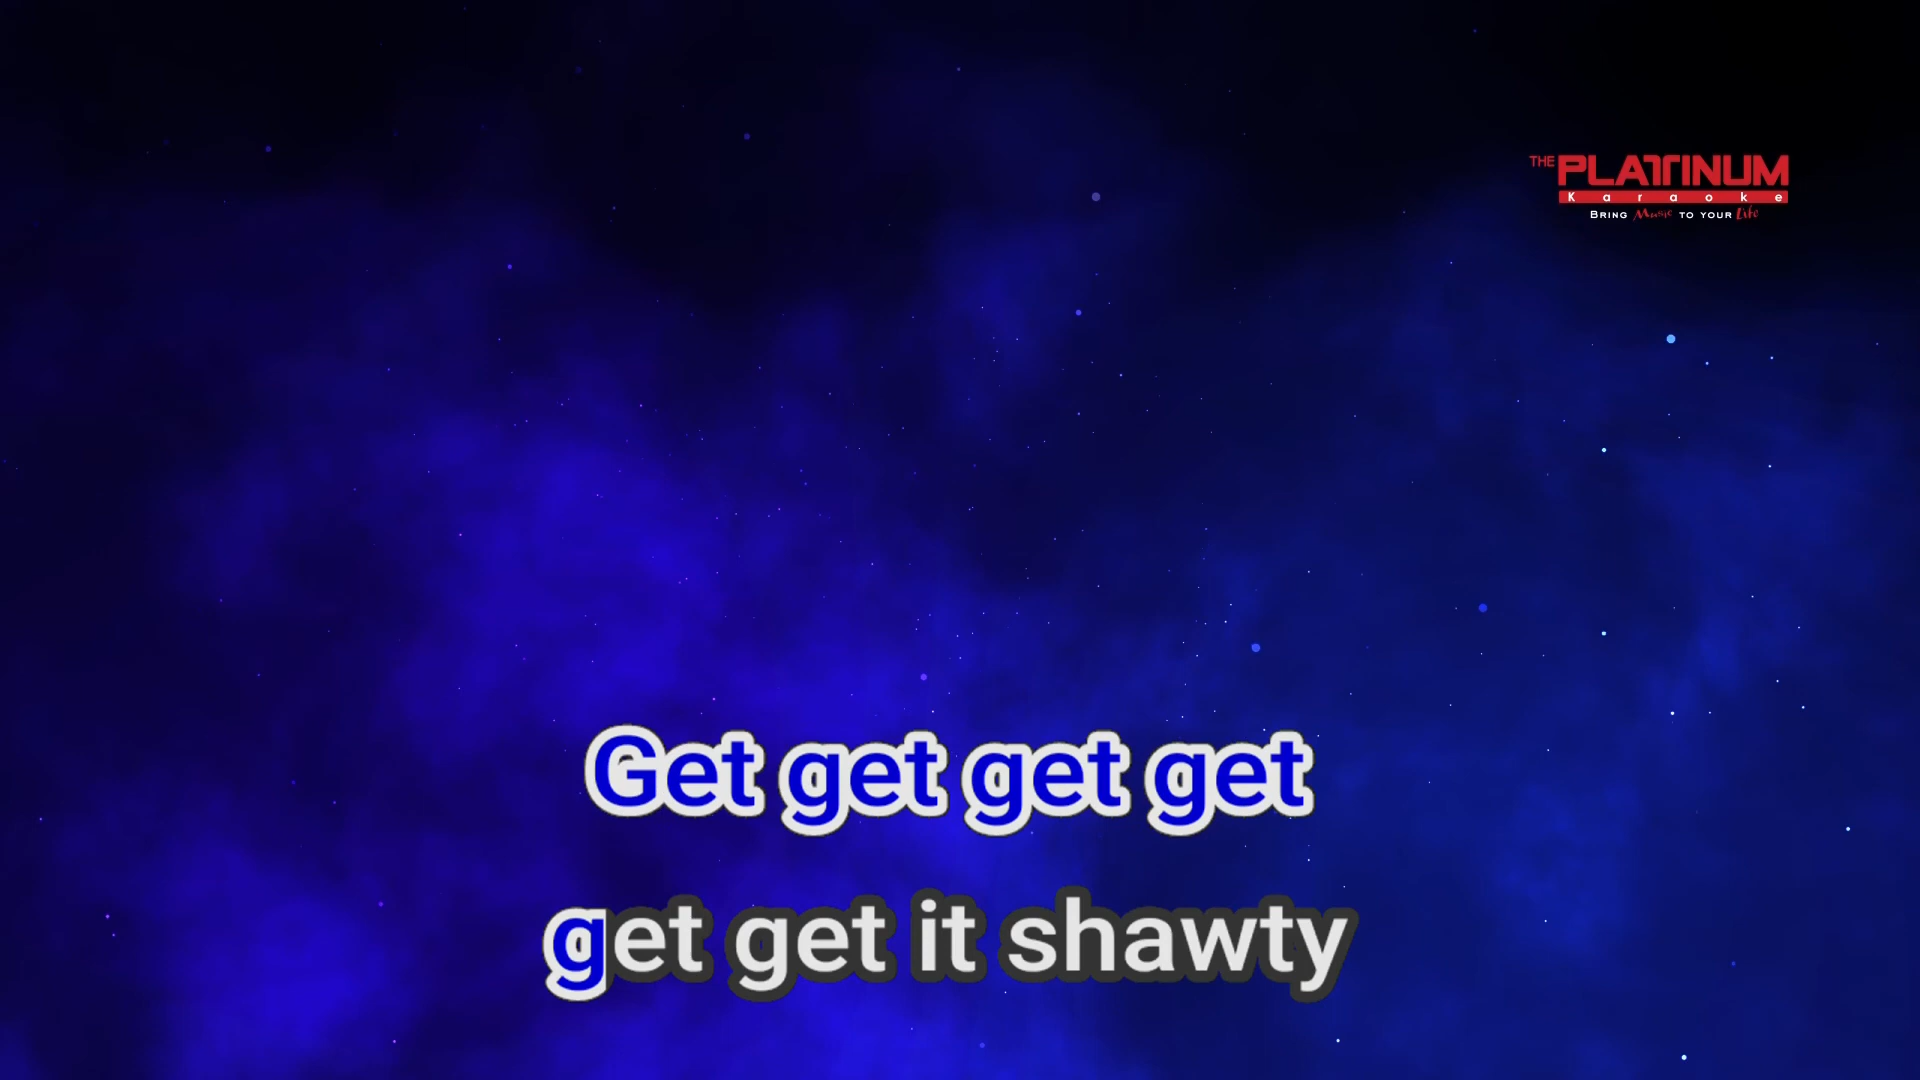 THE PLATINUM
Karaoke
BRING Music TO YOUR Life
Get get get get
get get it shawty